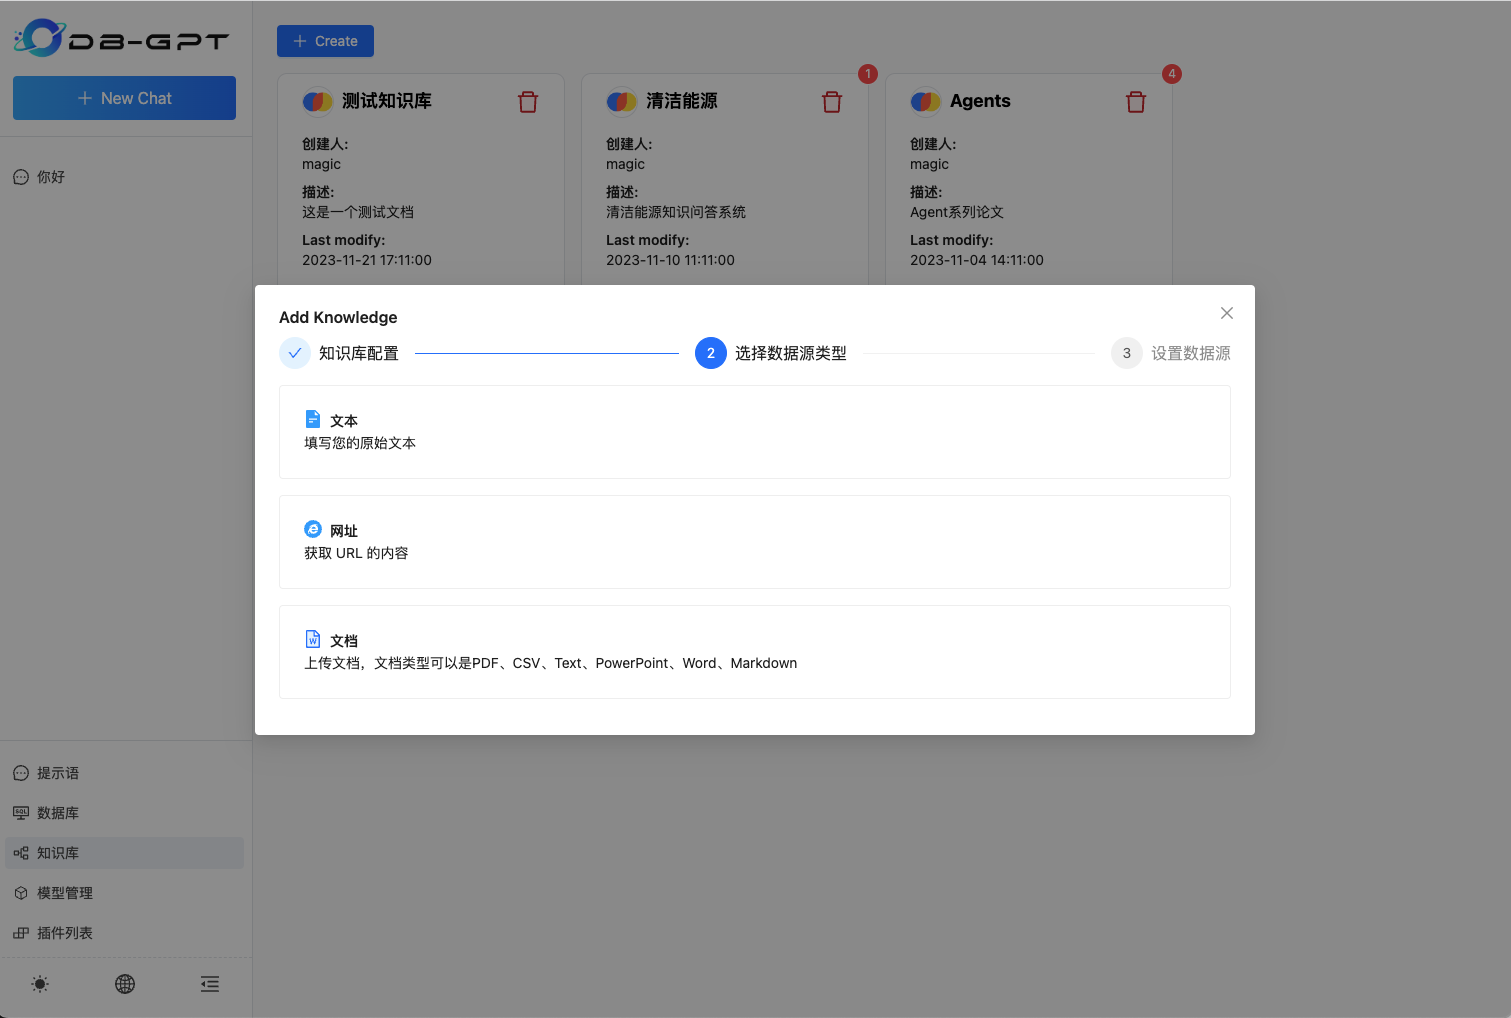 DB-GPT
+ New Chat
你好
提示语
SQL
数据库
知识库
模型管理
插件列表
+ Create
测试知识库
创建人:
magic
描述:
这是一个测试文档
Last modify:
2023-11-21 17:11:00
1
清洁能源
创建人:
magic
描述:
清洁能源知识问答系统
Last modify:
2023-11-10 11:11:00
4
Agents
创建人:
magic
描述:
Agent系列论文
Last modify:
2023-11-04 14:11:00
Add Knowledge
知识库配置
2 选择数据源类型
3 设置数据源
文本
填写您的原始文本
网址
获取 URL 的内容
W 文档
上传文档，文档类型可以是PDF、CSV、Text、PowerPoint、Word、Markdown